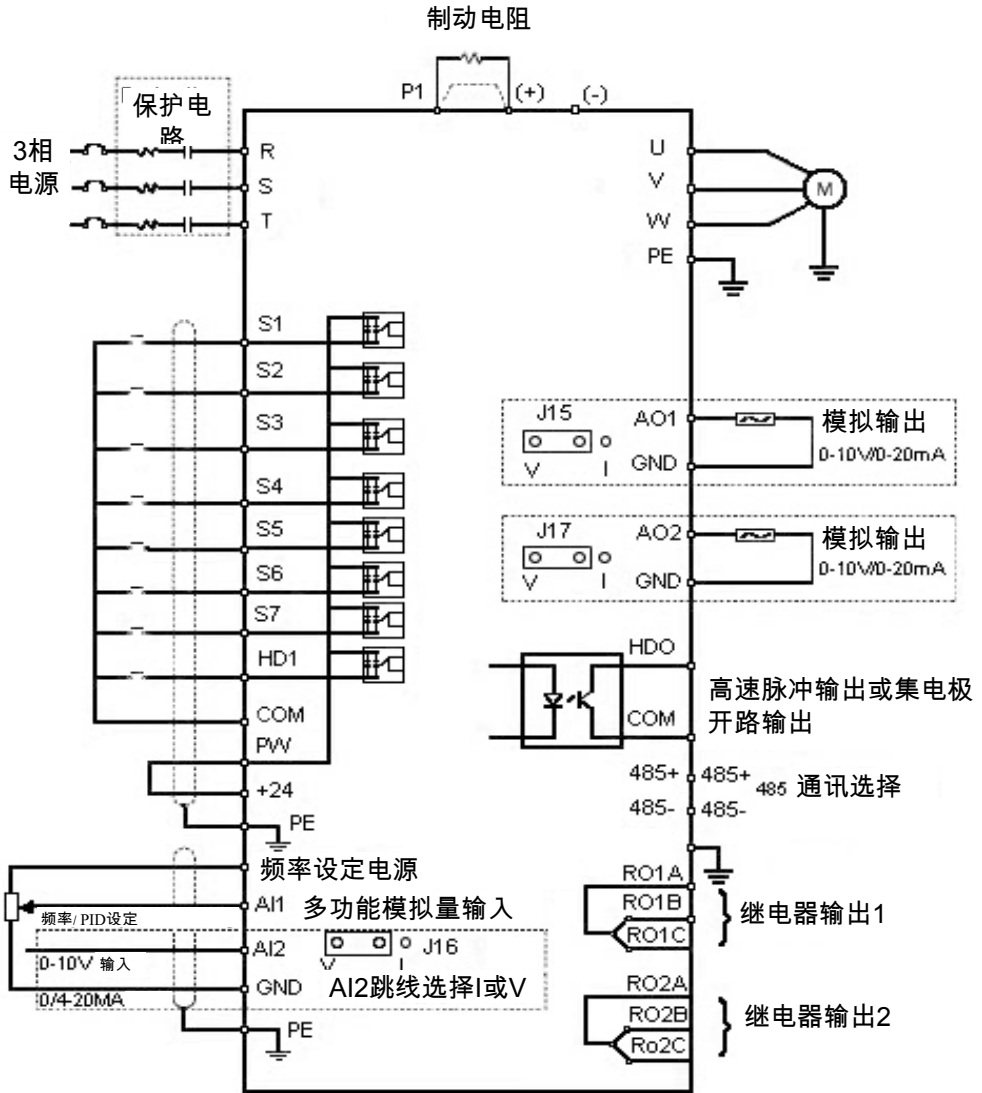 制动电阻
P1 (+) (-)
保护电
路
3相
电源
R
S
T
U
V
W
PE
M
S1
S2
S3
S4
S5
S6
S7
HD1
COM
PW
+24
PE
J15
V I
AO1
GND
模拟输出
0-10V/0-20mA
J17
V I
AO2
GND
模拟输出
0-10V/0-20mA
HDO
COM
高速脉冲输出或集电极
开路输出
485+ 485+
485- 485-
485 通讯选择
频率设定电源
AI1 多功能模拟量输入
频率/ PID设定
AI2
J16
V I
0-10V 输入
GND
AI2跳线选择I或V
0/4-20MA
PE
RO1A
RO1B
RO1C
继电器输出1
RO2A
RO2B
Ro2C
继电器输出2